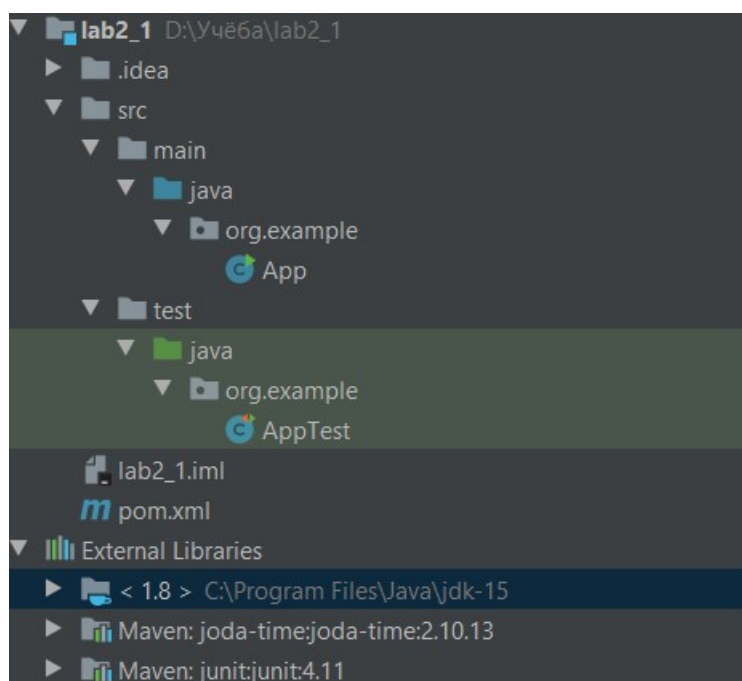 lab2_1 D:\Учёба\lab2_1
.idea
src
main
java
org.example
App
test
java
org.example
AppTest
lab2_1.iml
pom.xml
External Libraries
< 1.8 > C:\Program Files\Java\jdk-15
Maven: joda-time:joda-time:2.10.13
Maven: junit:junit:4.11